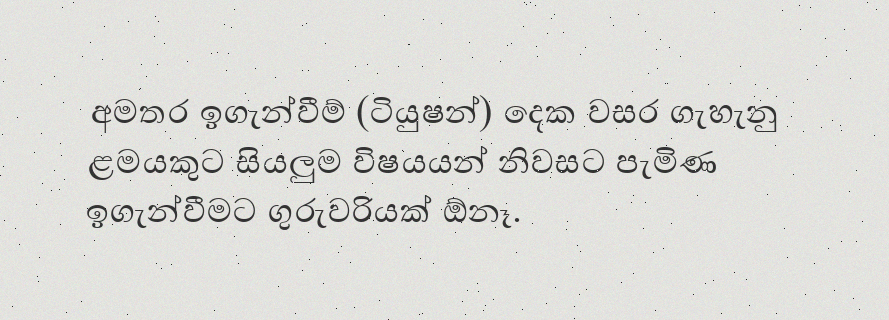 අමතර ඉගැන්වීම් (ටියුෂන්) දෙක වසර ගැහැනු
ළමයකුට සියලුම විෂයයන් නිවසට පැමිණ
ඉගැන්වීමට ගුරුවරියක් ඕනෑ.